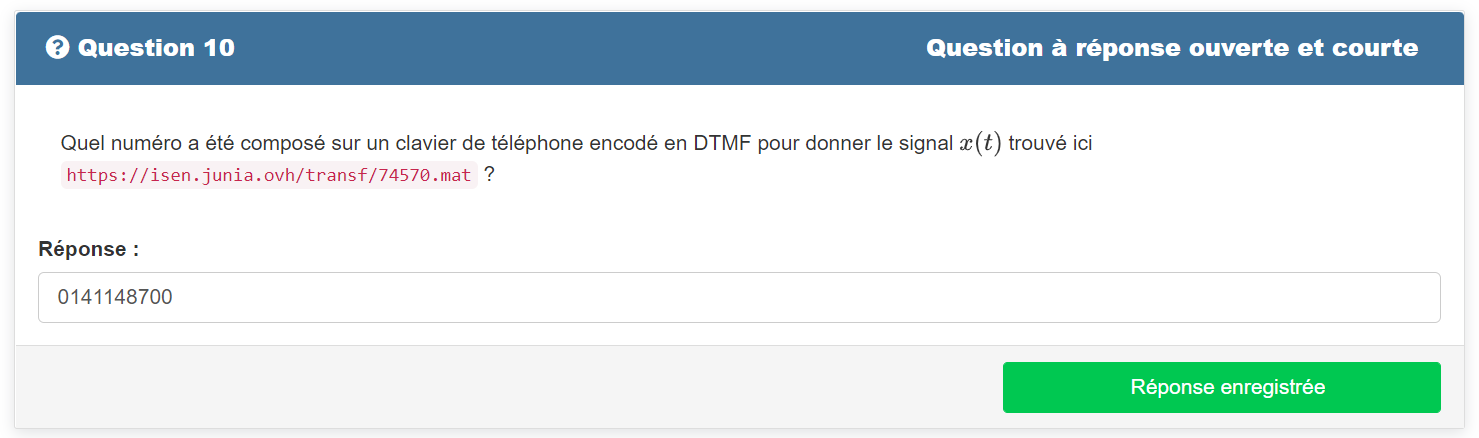 Question 10
Question à réponse ouverte et courte
Quel numéro a été composé sur un clavier de téléphone encodé en DTMF pour donner le signal x(t) trouvé ici
https://isen.junia.ovh/transf/74570.mat ?
Réponse :
0141148700
Réponse enregistrée